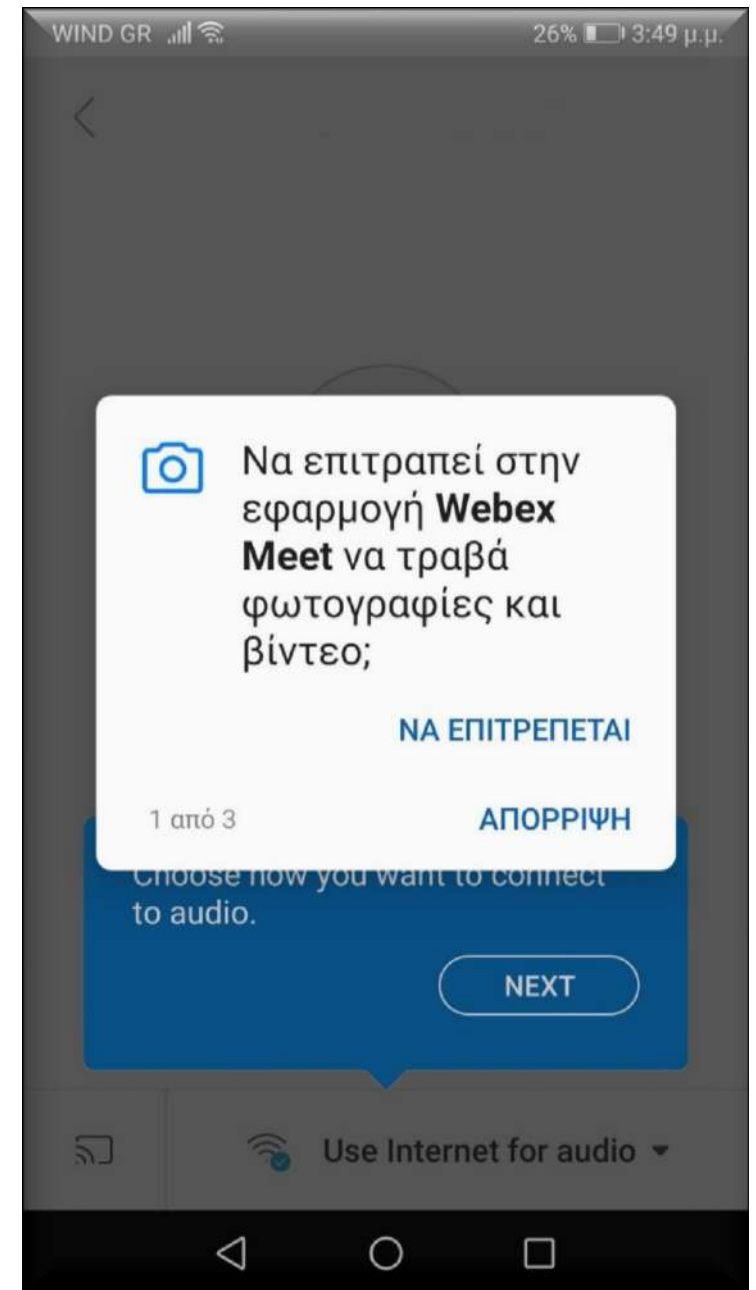 WIND GR 26% 3:49 μ.μ.
Να επιτραπεί στην
εφαρμογή Webex
Meet να τραβά
φωτογραφίες και
βίντεο;
ΝΑ ΕΠΙΤΡΕΠΕΤΑΙ
1 από 3 ΑΠΟΡΡΙΨΗ
Choose how you want to connect
to audio.
NEXT
Use Internet for audio